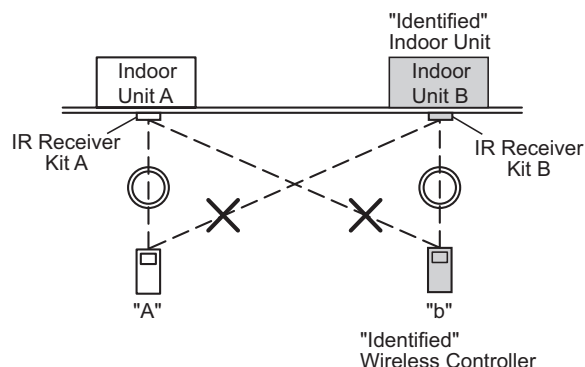 "Identified"
Indoor Unit
Indoor
Unit A
Indoor
Unit B
IR Receiver
Kit A
IR Receiver
Kit B
"A"
"b"
"Identified"
Wireless Controller